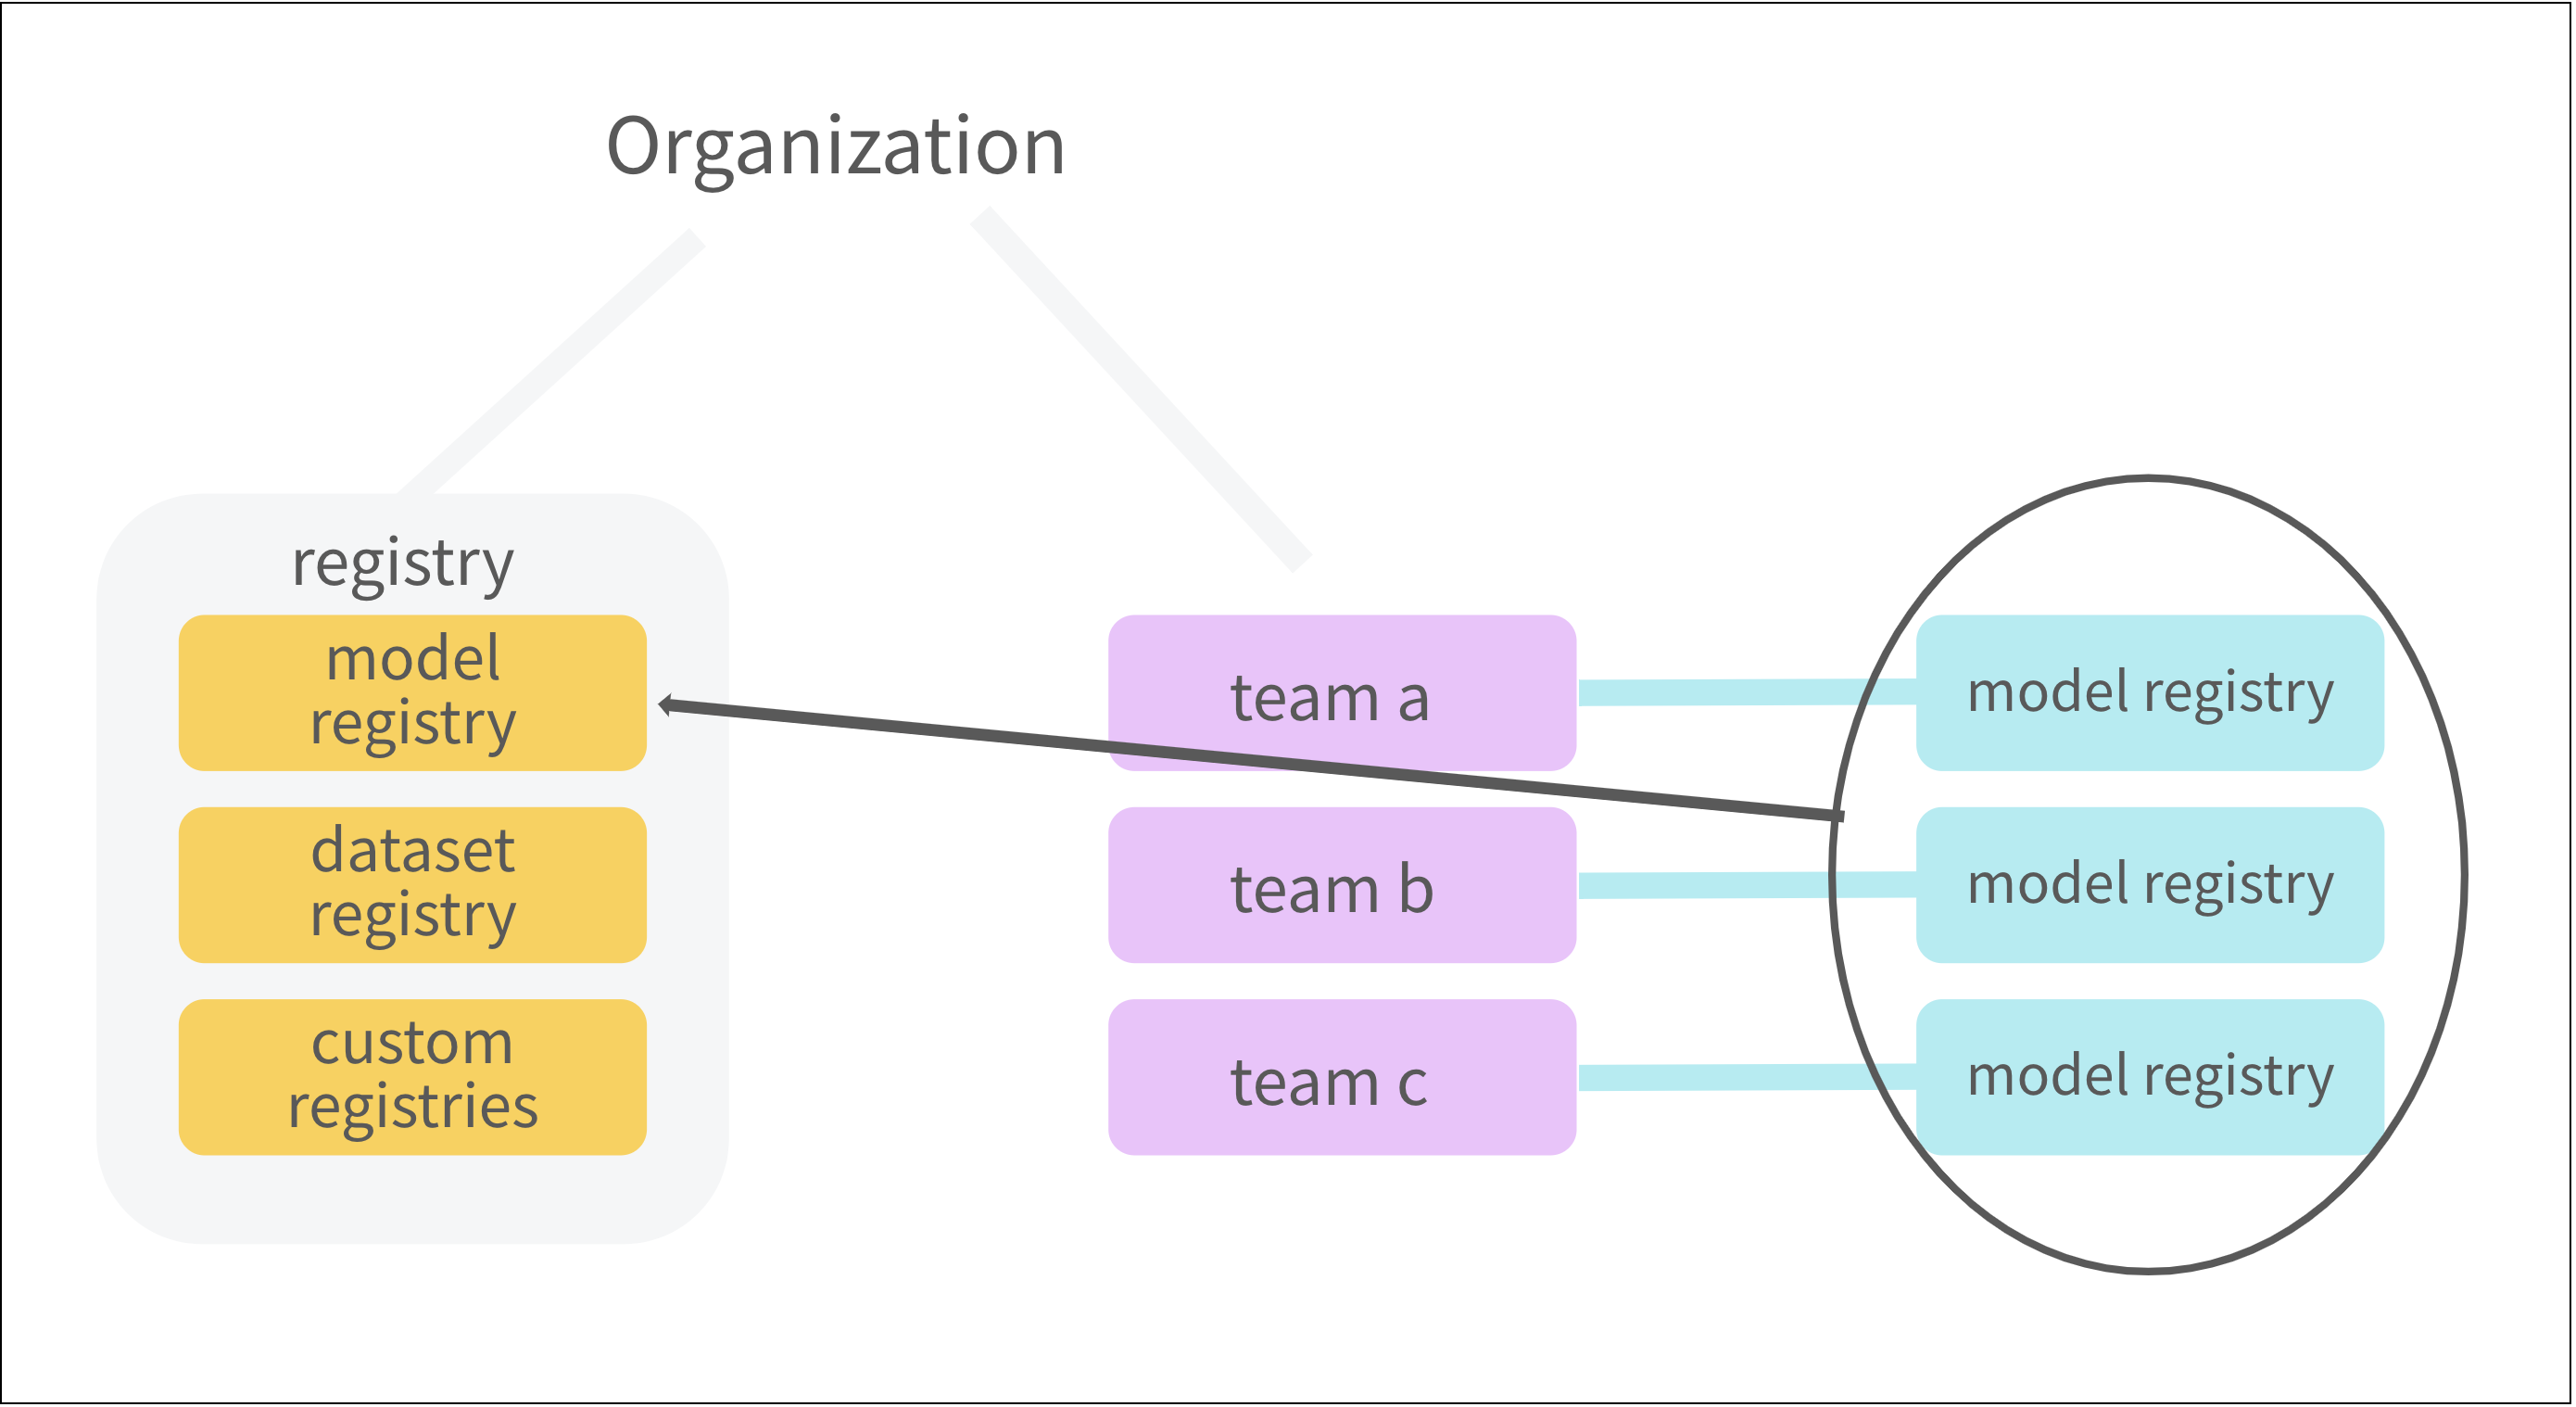 Organization
registry
model
registry
dataset
registry
custom
registries
team a
team b
team c
model registry
model registry
model registry